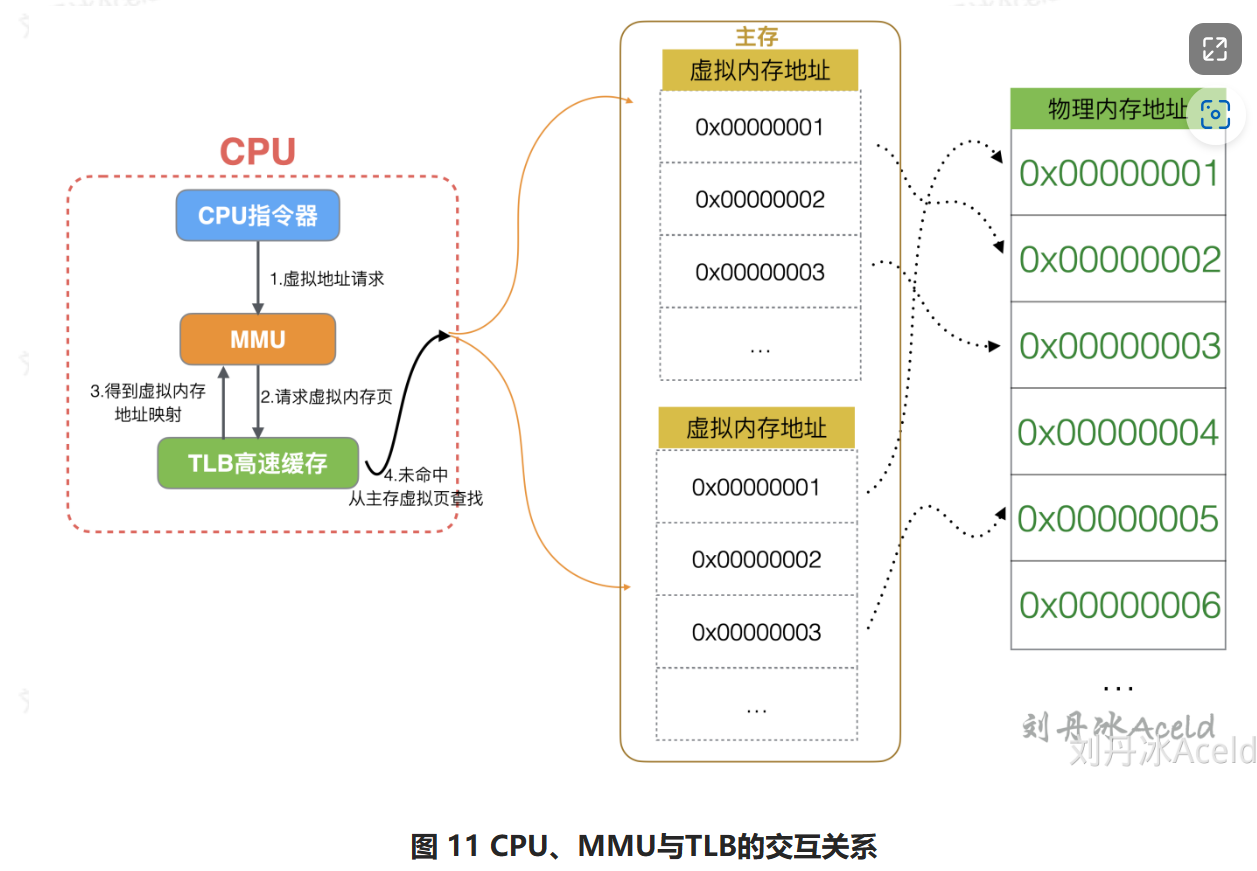 CPU
CPU指令器
1.虚拟地址请求
MMU
3.得到虚拟内存
地址映射
2.请求虚拟内存页
TLB高速缓存
4.未命中
从主存虚拟页查找
主存
虚拟内存地址
0x00000001
0x00000002
0x00000003
...
虚拟内存地址
0x00000001
0x00000002
0x00000003
...
物理内存地址
0x00000001
0x00000002
0x00000003
0x00000004
0x00000005
0x00000006
...
刘丹冰Aceld
刘丹冰Aceld
图 11 CPU、MMU与TLB的交互关系